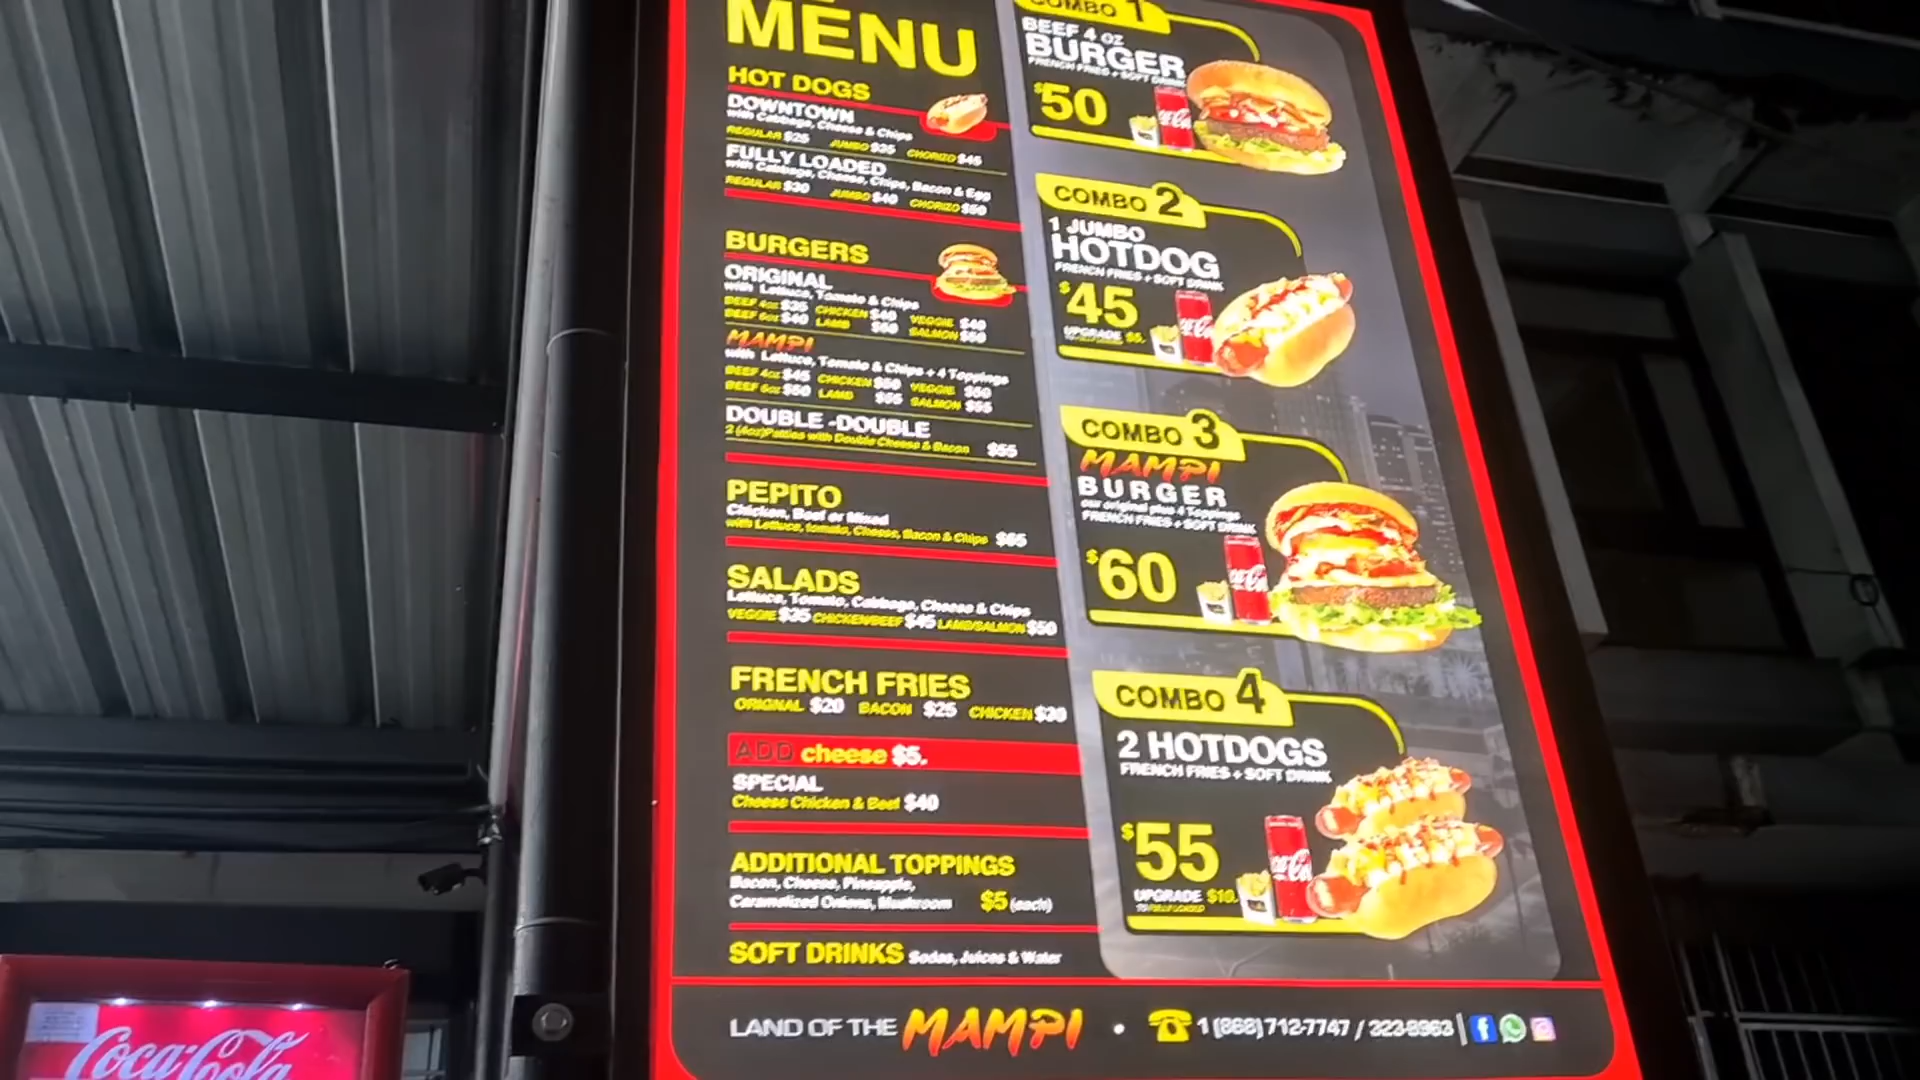 MENU
HOT DOGS
DOWNTOWN
with Cabbage, Cheese & Chips
REGULAR $25 JUMBO $35 CHORIZO $45
FULLY LOADED
with Cabbage, Cheese, Chips, Bacon & Egg
REGULAR $30 JUMBO $40 CHORIZO $50
BURGERS
ORIGINAL
with Lettuce, Tomato & Chips
BEEF 4oz $35 CHICKEN $40 VEGGIE $40
BEEF 6oz $40 LAMB $50 SALMON $50
MAMPI
with Lettuce, Tomato & Chips + 4 Toppings
BEEF 4oz $45 CHICKEN $50 VEGGIE $50
BEEF 6oz $50 LAMB $55 SALMON $55
DOUBLE -DOUBLE
2 (4oz)Patties with Double Cheese & Bacon $55
PEPITO
Chicken, Beef or Mixed
with Lettuce, tomato, Cheese, Bacon & Chips $65
SALADS
Lettuce, Tomato, Cabbage, Cheese & Chips
VEGGIE $35 CHICKEN/BEEF $45 LAMB/SALMON $50
FRENCH FRIES
ORIGINAL $20 BACON $25 CHICKEN $30
ADD cheese $5.
SPECIAL
Cheese Chicken & Beef $40
ADDITIONAL TOPPINGS
Bacon, Cheese, Pineapple,
Caramelized Onions, Mushroom $5 (each)
SOFT DRINKS Sodas, Juices & Water
COMBO 1
BEEF 4 OZ
BURGER
FRENCH FRIES + SOFT DRINK
$50
COMBO 2
1 JUMBO
HOTDOG
FRENCH FRIES + SOFT DRINK
$45
UPGRADE $5.
TO FULLY LOADED
COMBO 3
MAMPI
BURGER
our original plus 4 Toppings
FRENCH FRIES + SOFT DRINK
$60
COMBO 4
2 HOTDOGS
FRENCH FRIES + SOFT DRINK
$55
UPGRADE $10.
TO FULLY LOADED
LAND OF THE MAMPI • 1 (868) 712-7747 / 323-8963
Coca-Cola